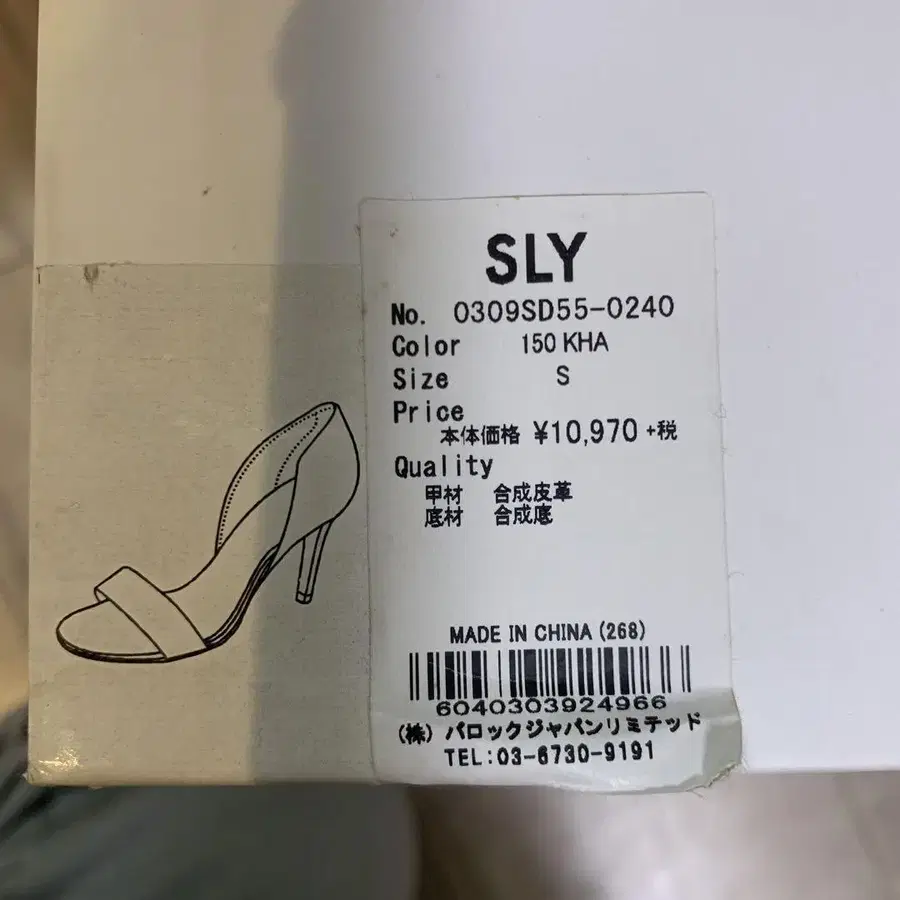 SLY
No. 0309SD55-0240
Color 150 KHA
Size S
Price
本体価格 ¥10,970 +税
Quality
甲材 合成皮革
底材 合成底
MADE IN CHINA (268)
6040303924966
(株) バロックジャパンリミテッド
TEL:03-6730-9191